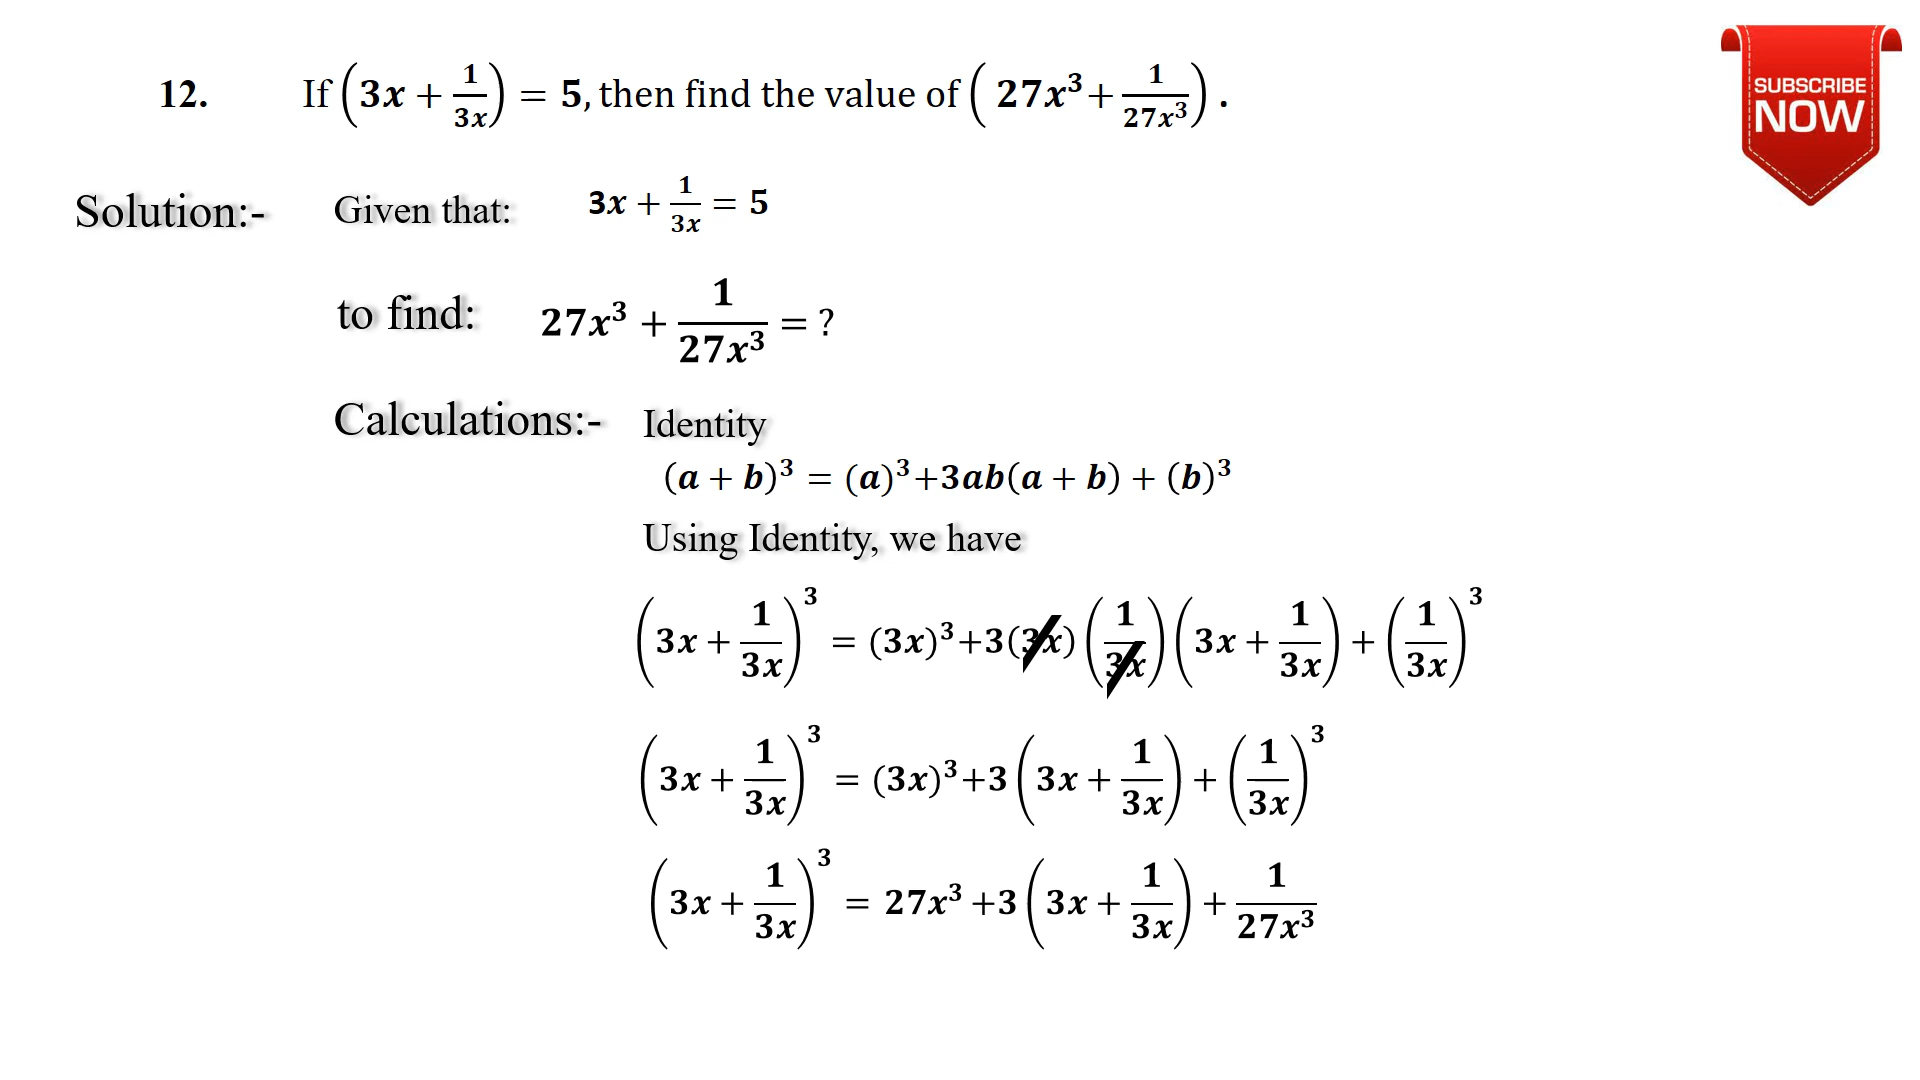 12. If (3x + 1/3x) = 5, then find the value of ( 27x³+ 1/27x³) .
SUBSCRIBE
NOW
Solution:- Given that: 3x + 1/3x = 5
to find: 27x³ + 1/27x³ = ?
Calculations:- Identity
(a + b)³ = (a)³+3ab(a + b) + (b)³
Using Identity, we have
(3x + 1/3x)³ = (3x)³+3(3x)(1/3x)(3x + 1/3x) + (1/3x)³
(3x + 1/3x)³ = (3x)³+3(3x + 1/3x) + (1/3x)³
(3x + 1/3x)³ = 27x³ +3(3x + 1/3x) + 1/27x³